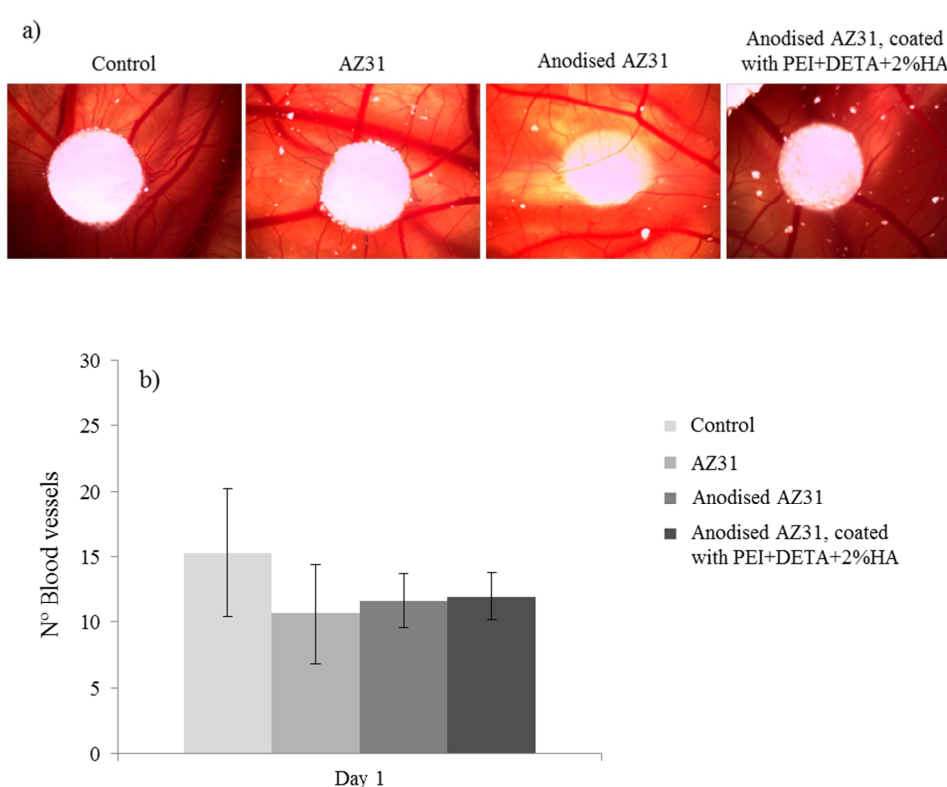 a)
Control
AZ31
Anodised AZ31
Anodised AZ31, coated
with PEI+DETA+2%HA
b)
30
25
20
15
10
5
0
Nº Blood vessels
Day 1
Control
AZ31
Anodised AZ31
Anodised AZ31, coated
with PEI+DETA+2%HA